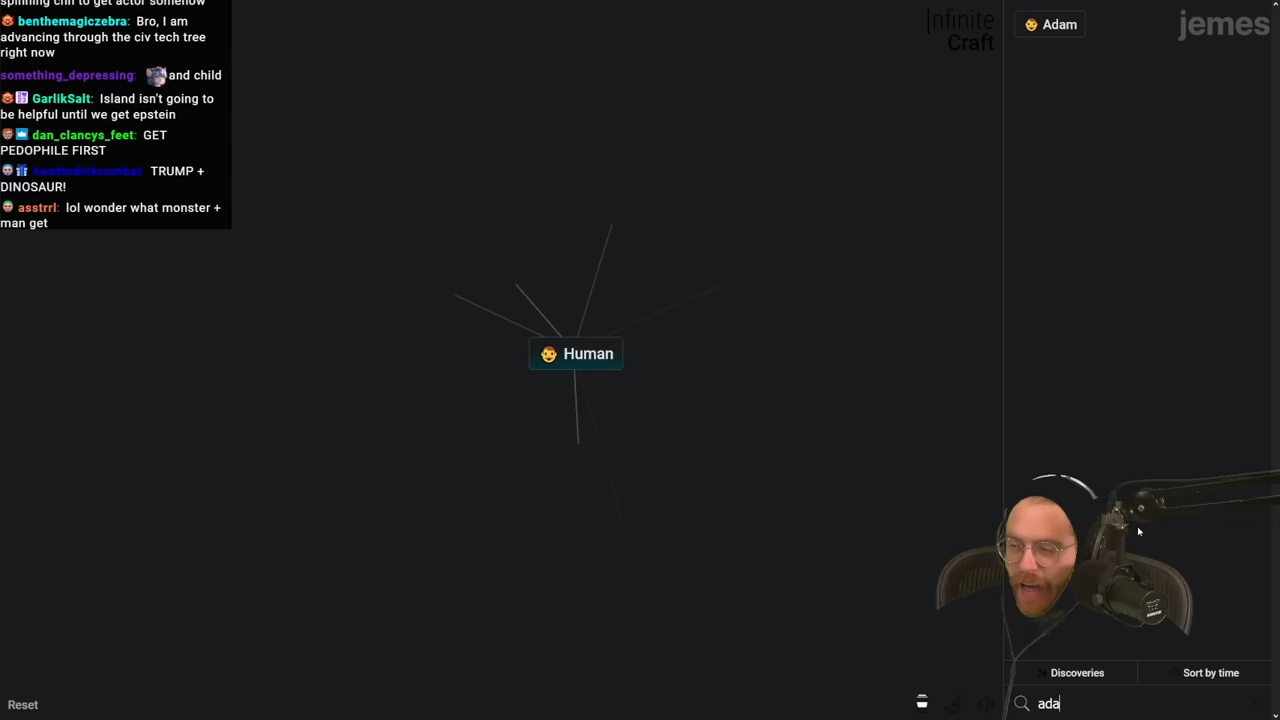 spinning chn to get actor somehow
benthemagiczebra: Bro, I am
advancing through the civ tech tree
right now
something_depressing: and child
GarlikSalt: Island isn't going to
be helpful until we get epstein
dan_clancys_feet: GET
PEDOPHILE FIRST
TRUMP +
DINOSAUR!
asstrrl: lol wonder what monster +
man get
Infinite
Craft
Adam
jemes
Human
Discoveries
Sort by time
Reset
ada